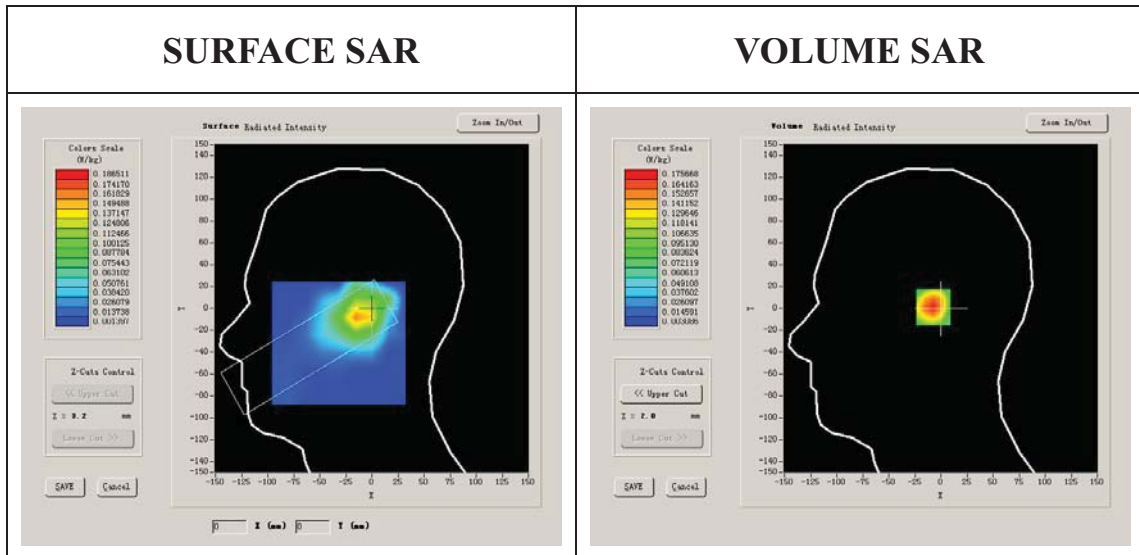 SURFACE SAR
VOLUME SAR
Surface Radiated Intensity
Zoom In/Out
Colors Scale
(W/kg)
0.186511
0.174170
0.161829
0.149488
0.137147
0.124806
0.112466
0.100125
0.087784
0.075443
0.063102
0.050761
0.038420
0.026079
0.013738
0.001397
150
140
120
100
80
60
40
20
0
-20
-40
-60
-80
-100
-120
-140
-150
Y
-150 -125 -100 -75 -50 -25 0 25 50 75 100 125 150
X
Z-Cuts Control
<< Upper Cut
mm
Lower Cut >>
SAVE Cancel
0 X (mm) 0 Y (mm)
Volume Radiated Intensity
Zoom In/Out
Colors Scale
(W/kg)
0.175668
0.164163
0.152657
0.141152
0.129646
0.118141
0.106635
0.095130
0.083624
0.072119
0.060613
0.049108
0.037602
0.026097
0.014591
0.003086
150
140
120
100
80
60
40
20
0
-20
-40
-60
-80
-100
-120
-140
-150
Y
-150 -125 -100 -75 -50 -25 0 25 50 75 100 125 150
X
Z-Cuts Control
<< Upper Cut
mm
Lower Cut >>
SAVE Cancel